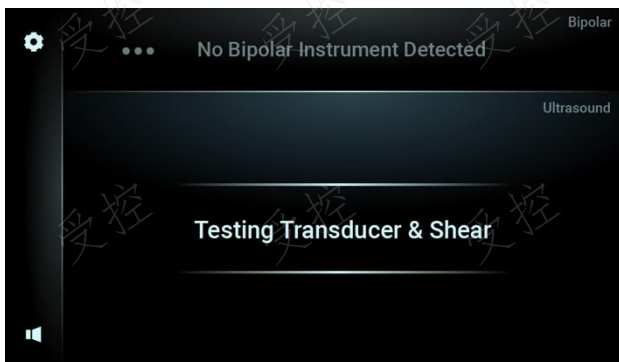 Bipolar
••• No Bipolar Instrument Detected
Ultrasound
受控 受控 受控
Testing Transducer & Shear
受控 受控 受控